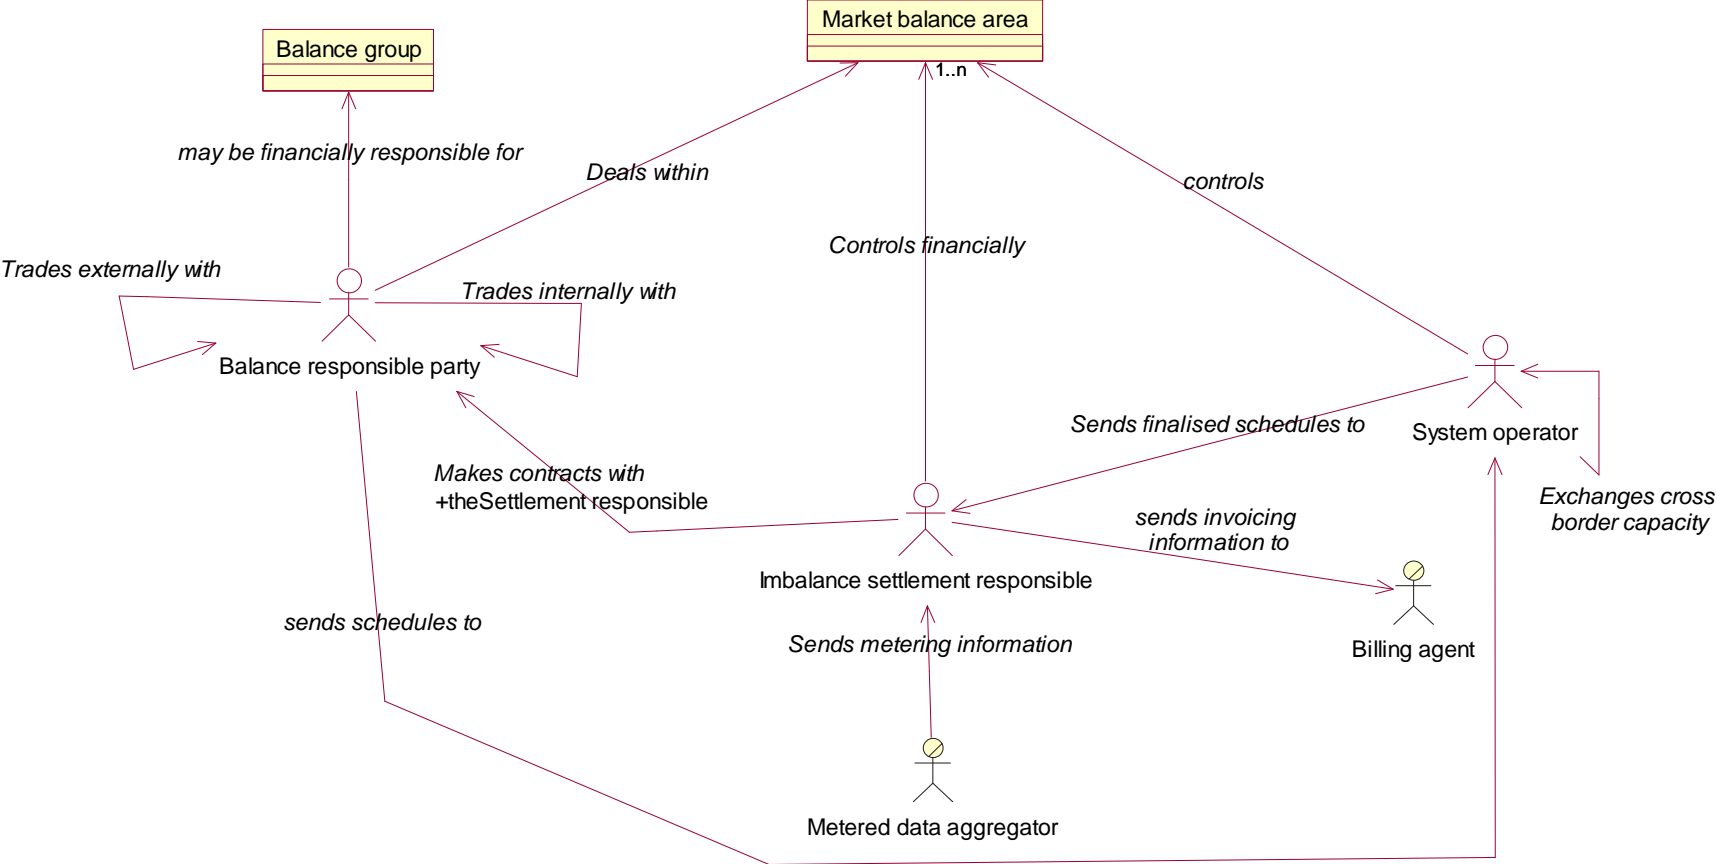 Market balance area
Balance group
1..n
may be financially responsible for
Deals within
controls
Controls financially
Trades externally with
Trades internally with
Balance responsible party
Sends finalised schedules to
System operator
Makes contracts with
+theSettlement responsible
Exchanges cross
border capacity
sends invoicing
information to
Imbalance settlement responsible
sends schedules to
Sends metering information
Billing agent
Metered data aggregator